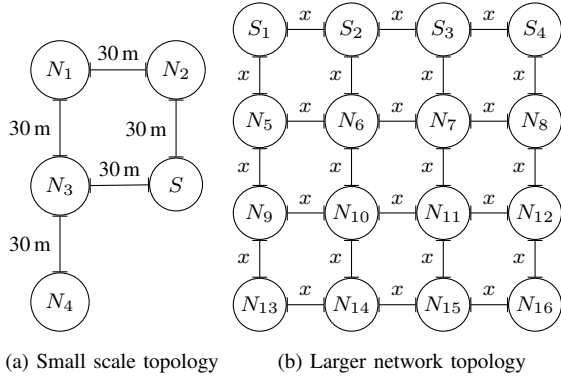 N₁ 30 m N₂
30 m 30 m
N₃ 30 m S
30 m
N₄
(a) Small scale topology
S₁ x S₂ x S₃ x S₄
x x x x
N₅ x N₆ x N₇ x N₈
x x x x
N₉ x N₁₀ x N₁₁ x N₁₂
x x x x
N₁₃ x N₁₄ x N₁₅ x N₁₆
(b) Larger network topology